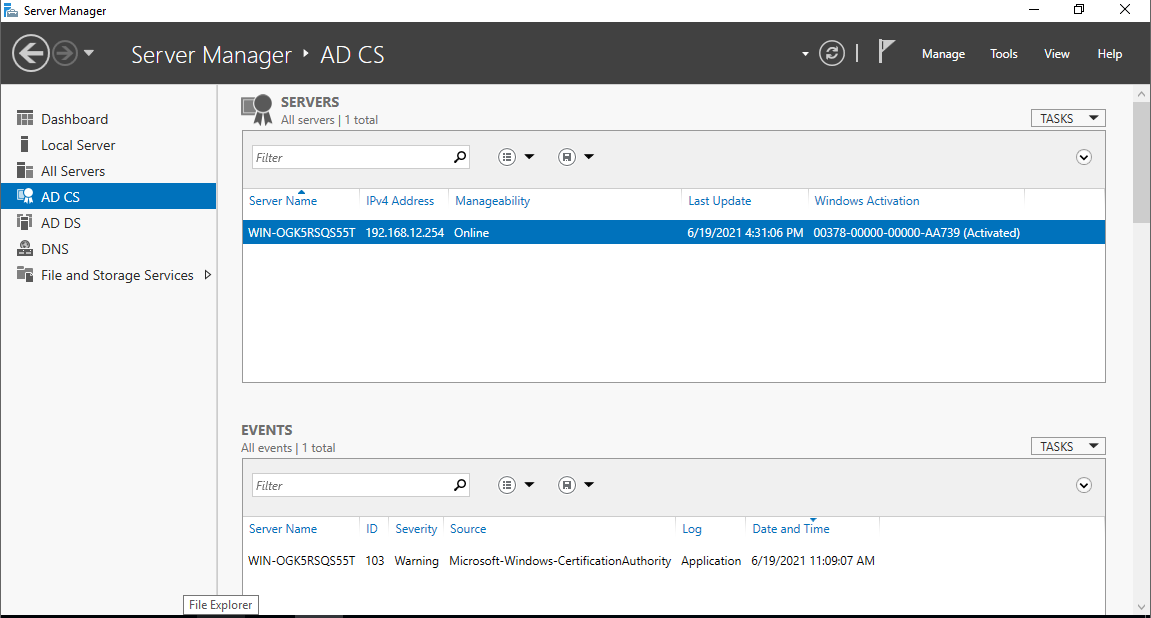 Server Manager
Server Manager AD CS
Manage Tools View Help
Dashboard
Local Server
All Servers
AD CS
AD DS
DNS
File and Storage Services
SERVERS
All servers | 1 total
TASKS
Filter
Server Name IPv4 Address Manageability Last Update Windows Activation
WIN-OGK5RSQS55T 192.168.12.254 Online 6/19/2021 4:31:06 PM 00378-00000-00000-AA739 (Activated)
EVENTS
All events | 1 total
TASKS
Filter
Server Name ID Severity Source Log Date and Time
WIN-OGK5RSQS55T 103 Warning Microsoft-Windows-CertificationAuthority Application 6/19/2021 11:09:07 AM
File Explorer